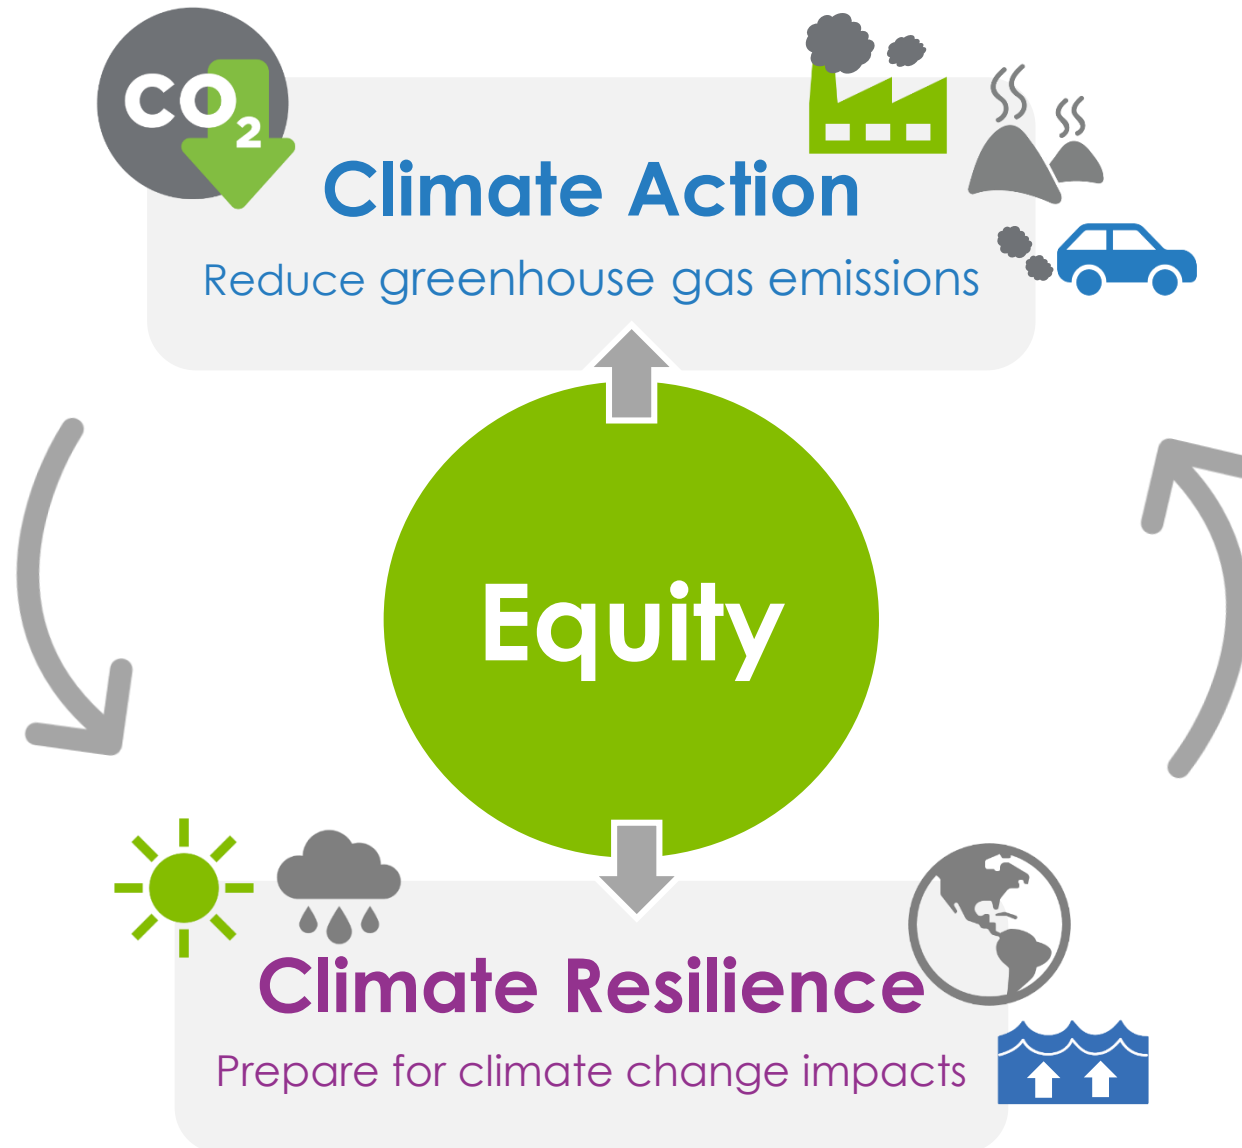 CO₂
Climate Action
Reduce greenhouse gas emissions
Equity
Climate Resilience
Prepare for climate change impacts